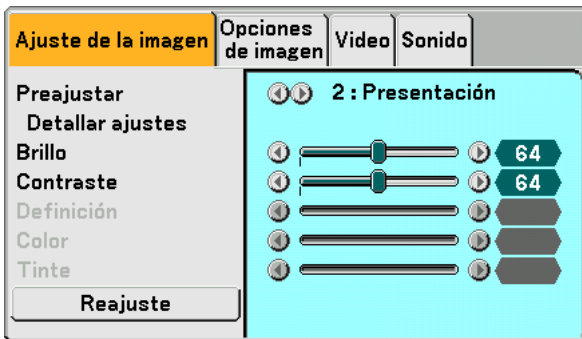 Ajuste de la imagen
Opciones de imagen
Video
Sonido
Preajustar
2 : Presentación
Detallar ajustes
Brillo
64
Contraste
64
Definición
Color
Tinte
Reajuste